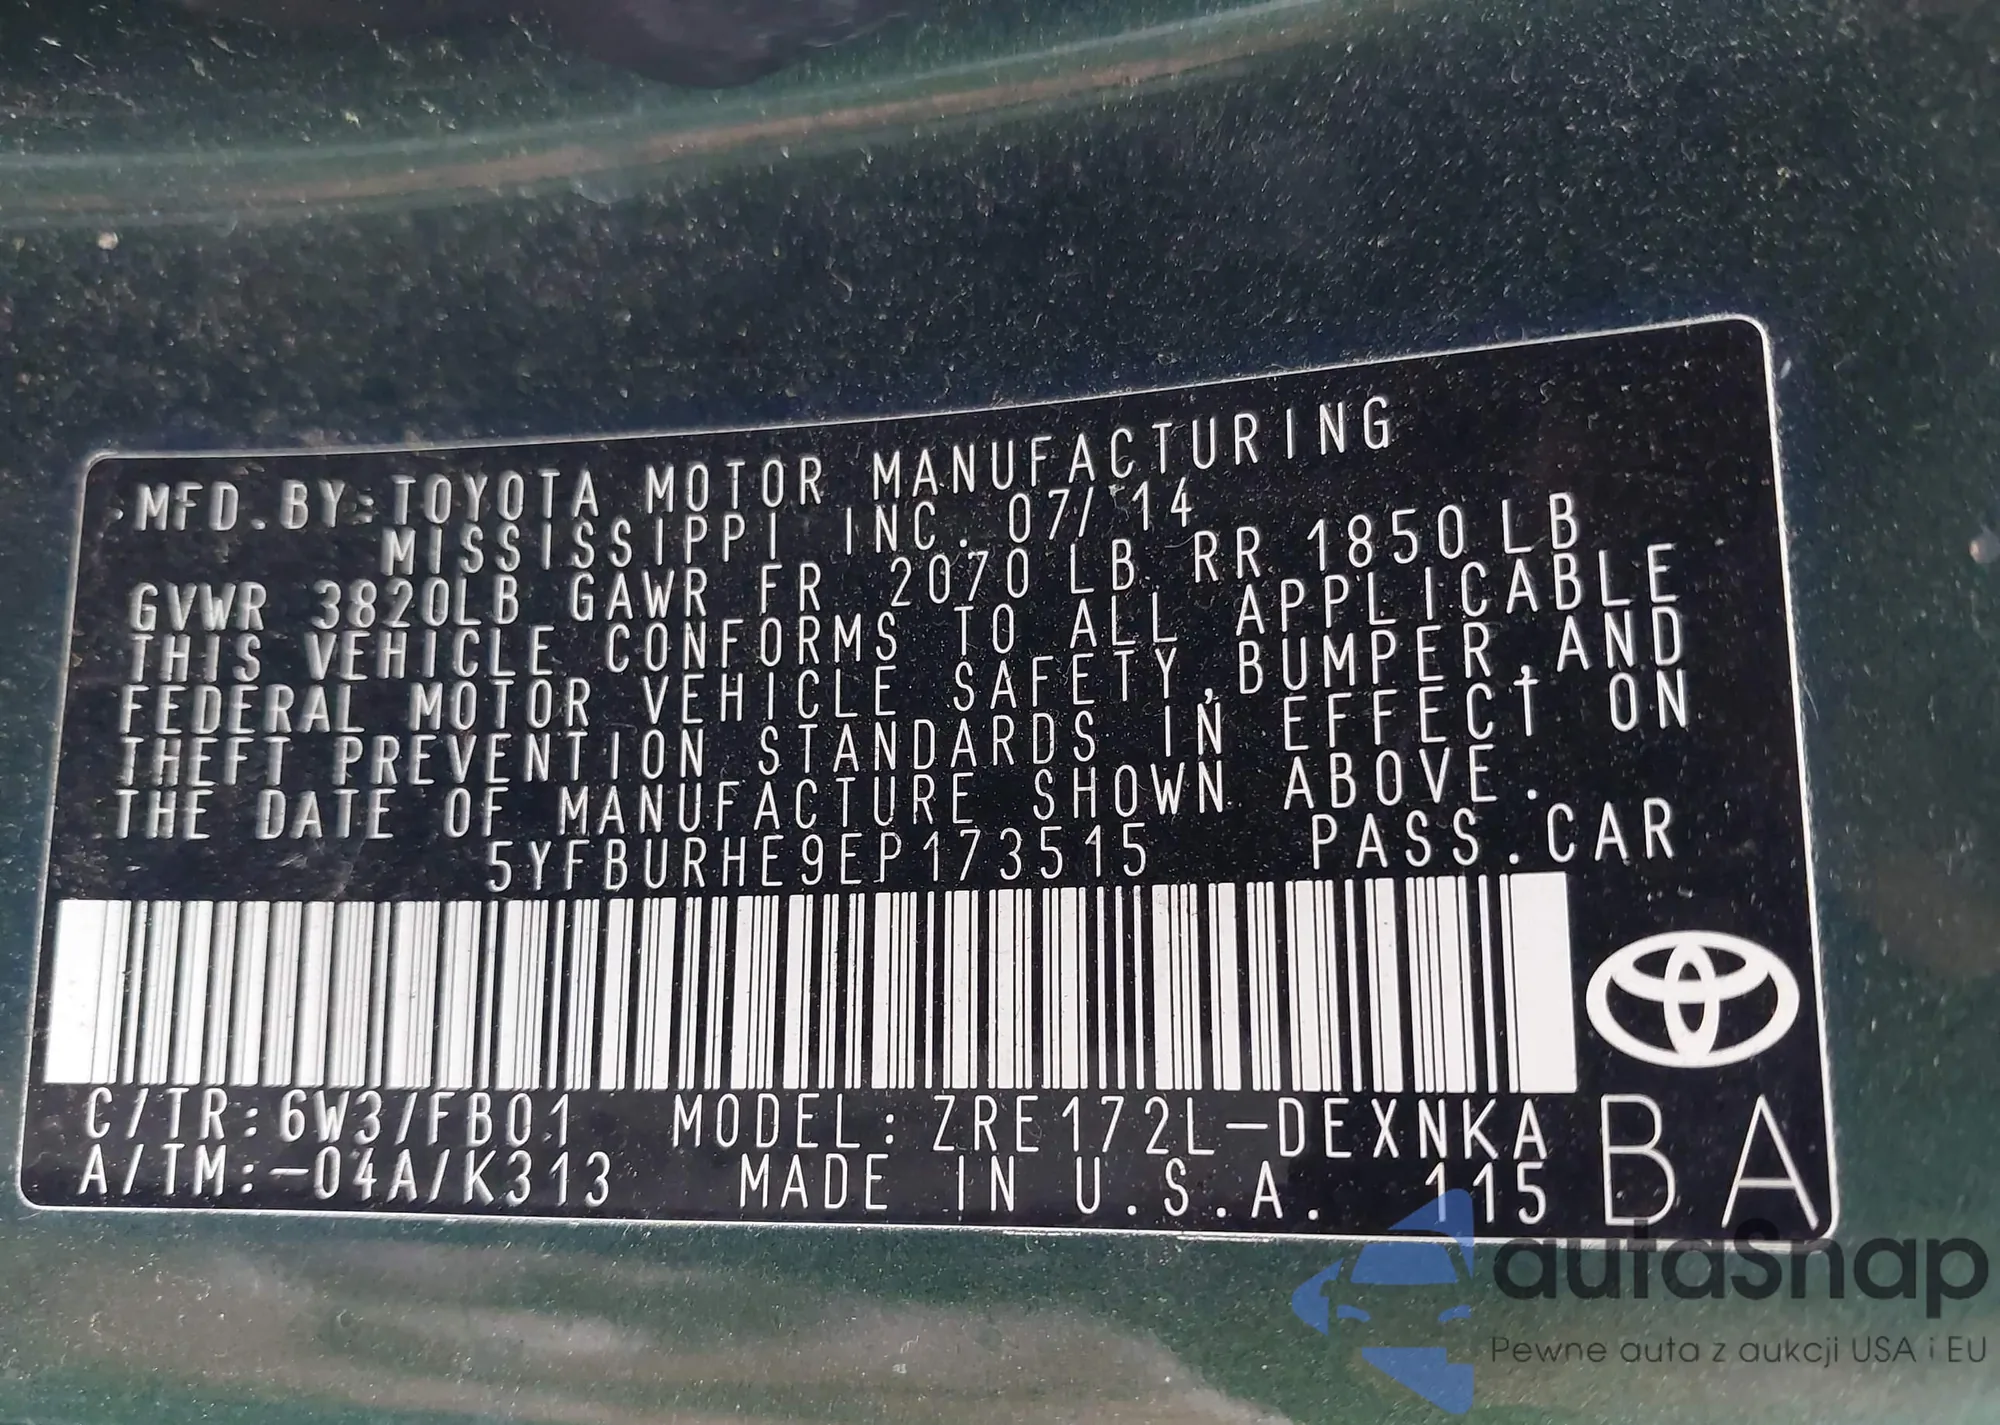 MFD.BY:TOYOTA MOTOR MANUFACTURING
MISSISSIPPI INC. 07/14
GVWR 3820LB GAWR FR 2070LB RR 1850LB
THIS VEHICLE CONFORMS TO ALL APPLICABLE
FEDERAL MOTOR VEHICLE SAFETY,BUMPER,AND
THEFT PREVENTION STANDARDS IN EFFECT ON
THE DATE OF MANUFACTURE SHOWN ABOVE.
5YFBURHE9EP173515 PASS.CAR
C/TR:6W3/FB01 MODEL:ZRE172L-DEXNKA
A/TM:-04A/K313 MADE IN U.S.A. 115
BA
autaSnap
Pewne auta z aukcji USA i EU